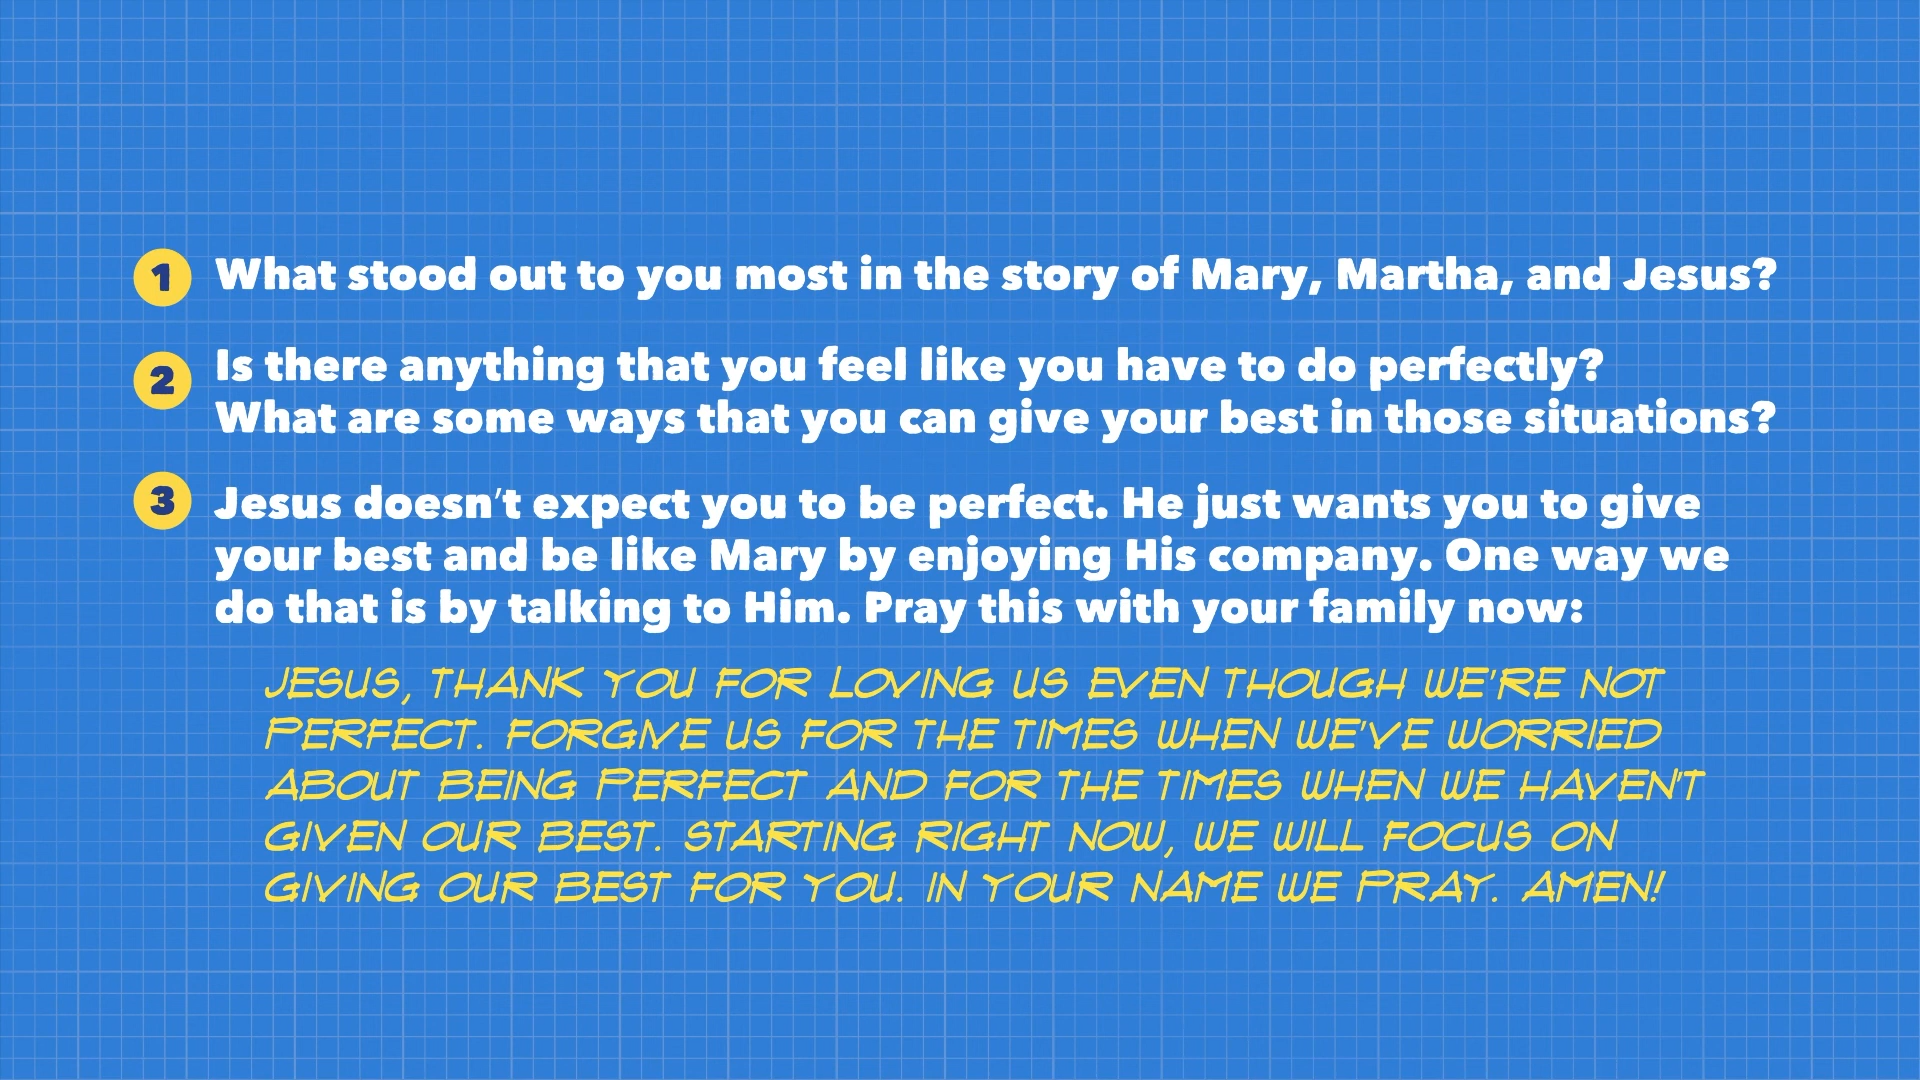 1 What stood out to you most in the story of Mary, Martha, and Jesus?
2 Is there anything that you feel like you have to do perfectly?
What are some ways that you can give your best in those situations?
3 Jesus doesn't expect you to be perfect. He just wants you to give
your best and be like Mary by enjoying His company. One way we
do that is by talking to Him. Pray this with your family now:
JESUS, THANK YOU FOR LOVING US EVEN THOUGH WE'RE NOT
PERFECT. FORGIVE US FOR THE TIMES WHEN WE'VE WORRIED
ABOUT BEING PERFECT AND FOR THE TIMES WHEN WE HAVEN'T
GIVEN OUR BEST. STARTING RIGHT NOW, WE WILL FOCUS ON
GIVING OUR BEST FOR YOU. IN YOUR NAME WE PRAY. AMEN!